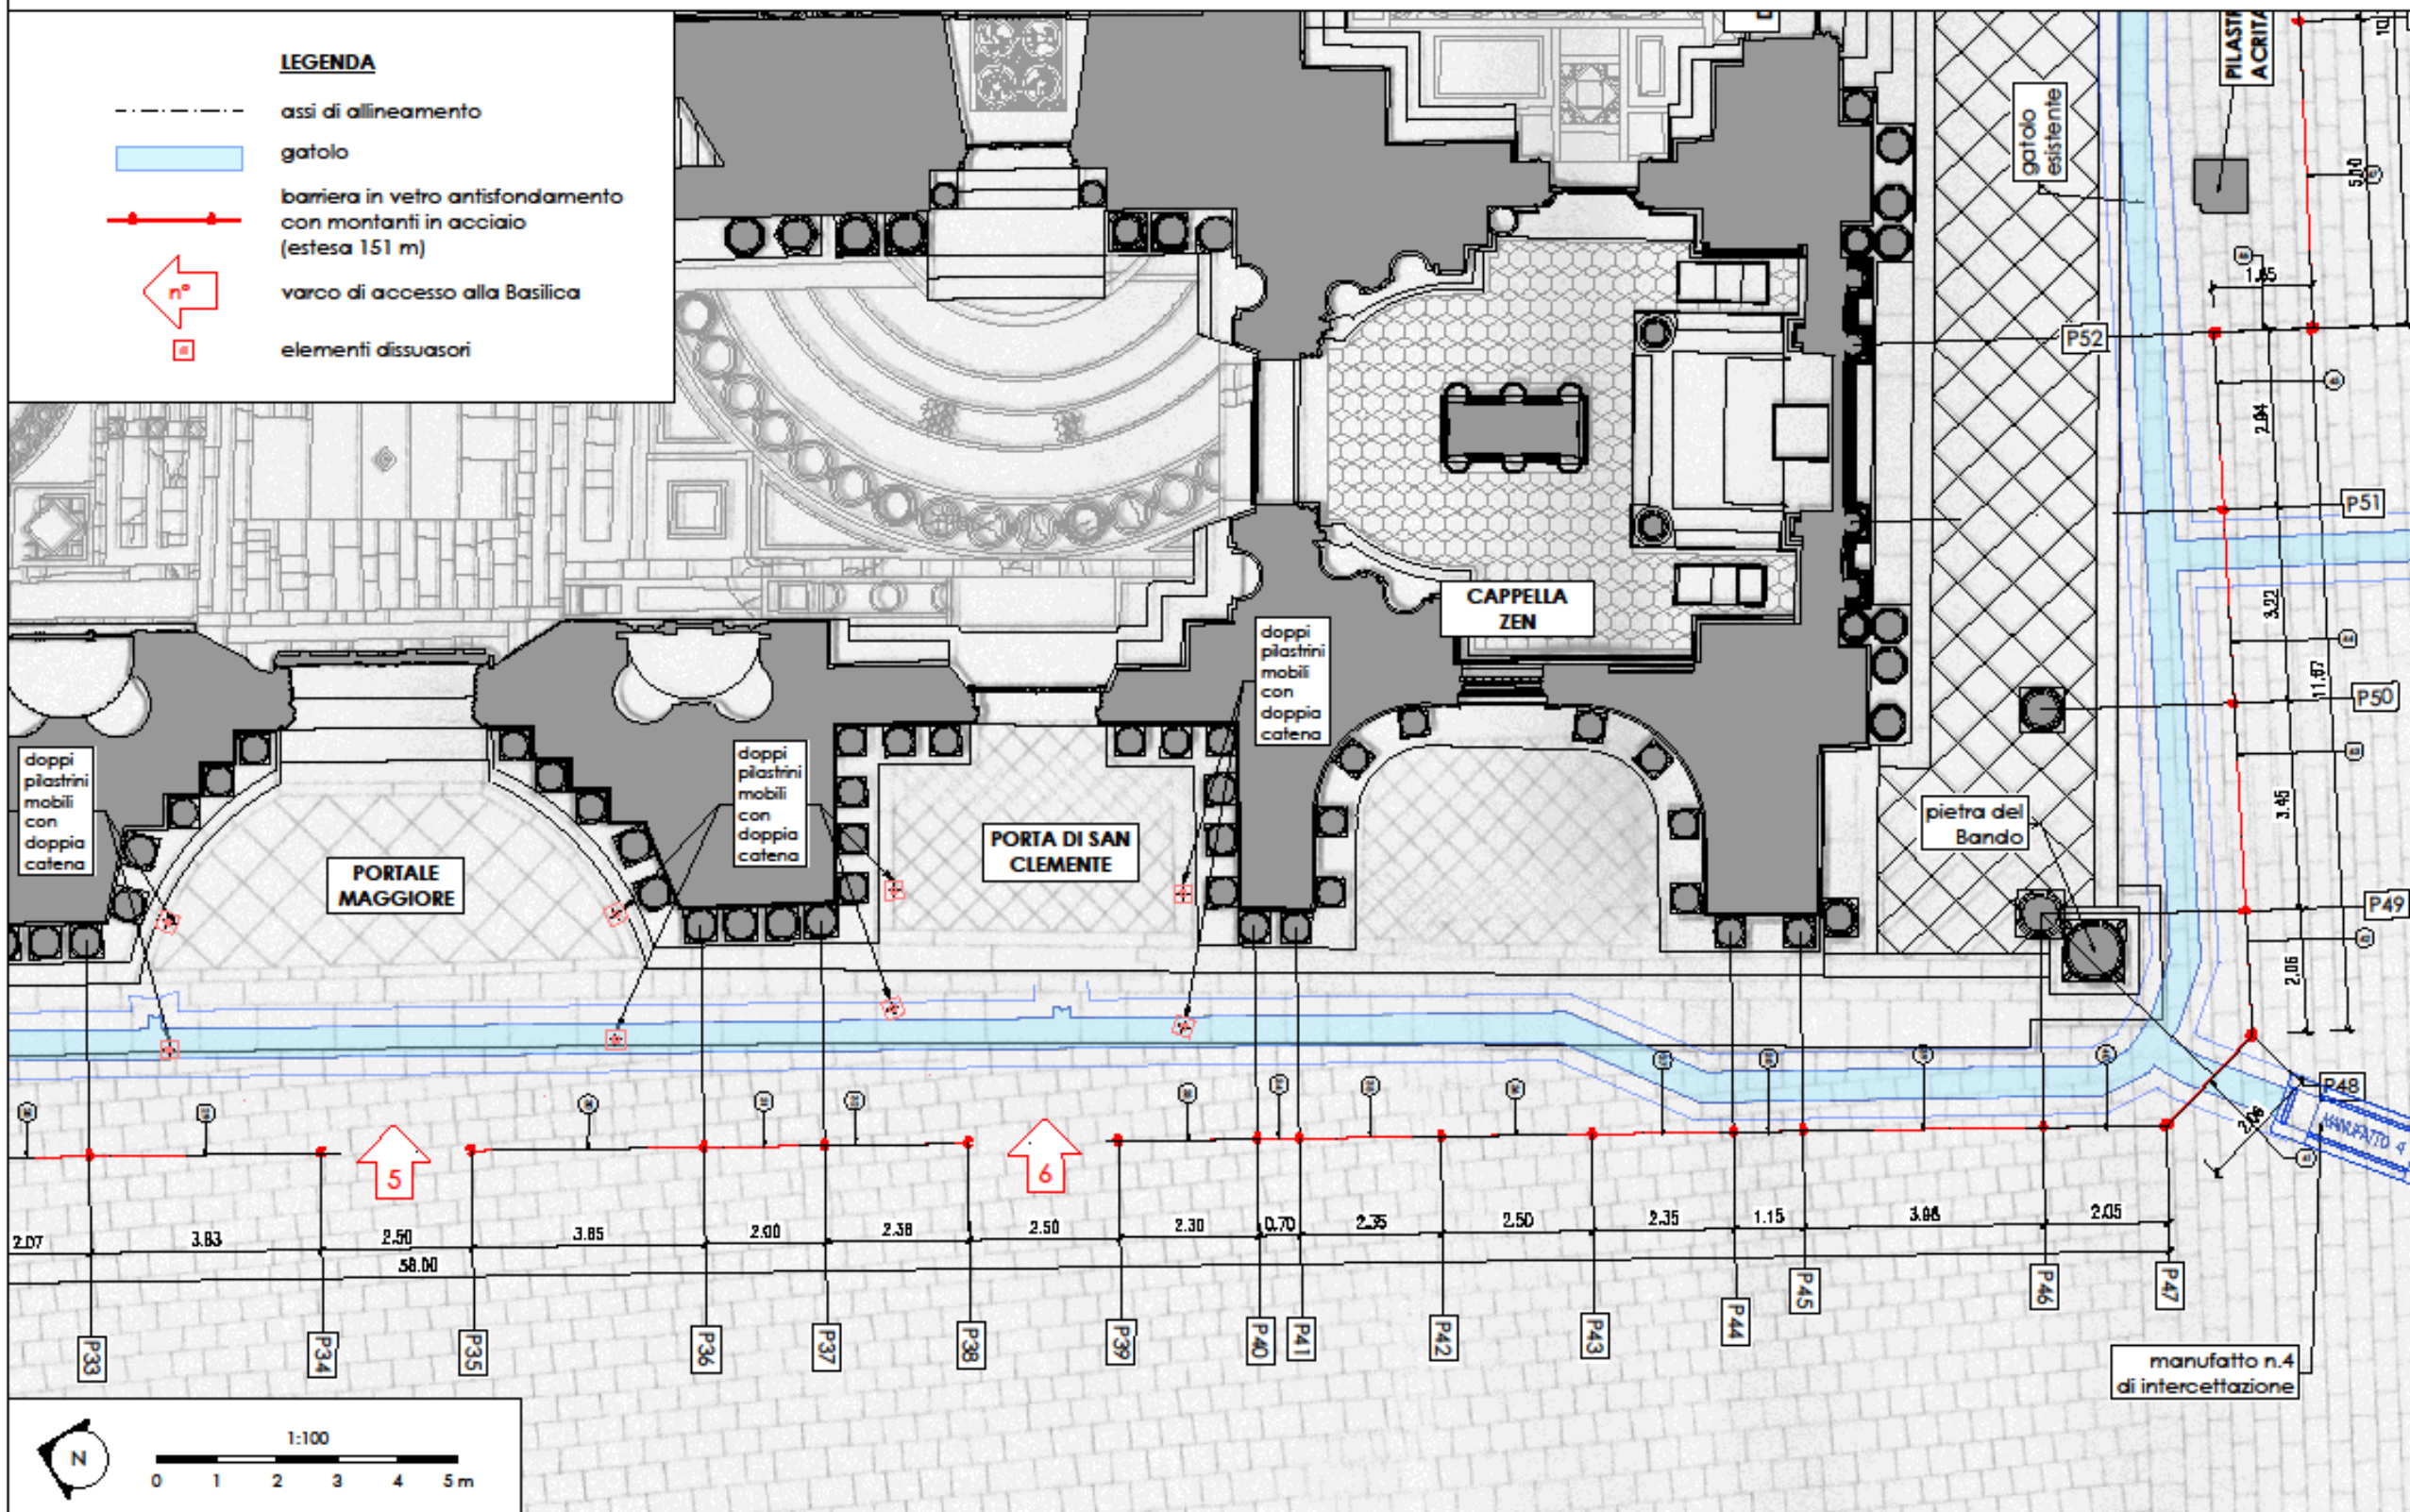 LEGENDA
assi di allineamento
gatolo
barriera in vetro antisfondamento
con montanti in acciaio
(estesa 151 m)
n°
varco di accesso alla Basilica
elementi dissuasori
gatolo
esistente
ACRITA
1.65
P52
2.94
P51
3.22
11.67
P50
3.45
pietra del
Bando
P49
2.06
P48
2.06
MANUFATTO 4
CAPPELLA
ZEN
doppi
pilastrini
mobili
con
doppia
catena
doppi
pilastrini
mobili
con
doppia
catena
doppi
pilastrini
mobili
con
doppia
catena
PORTALE
MAGGIORE
PORTA DI SAN
CLEMENTE
5
6
2.07
3.83
2.50
3.85
2.00
2.38
2.50
2.30
0.70
2.35
2.50
2.35
1.15
3.98
2.05
58.00
P33
P34
P35
P36
P37
P38
P39
P40
P41
P42
P43
P44
P45
P46
P47
manufatto n.4
di intercettazione
N
1:100
0 1 2 3 4 5 m